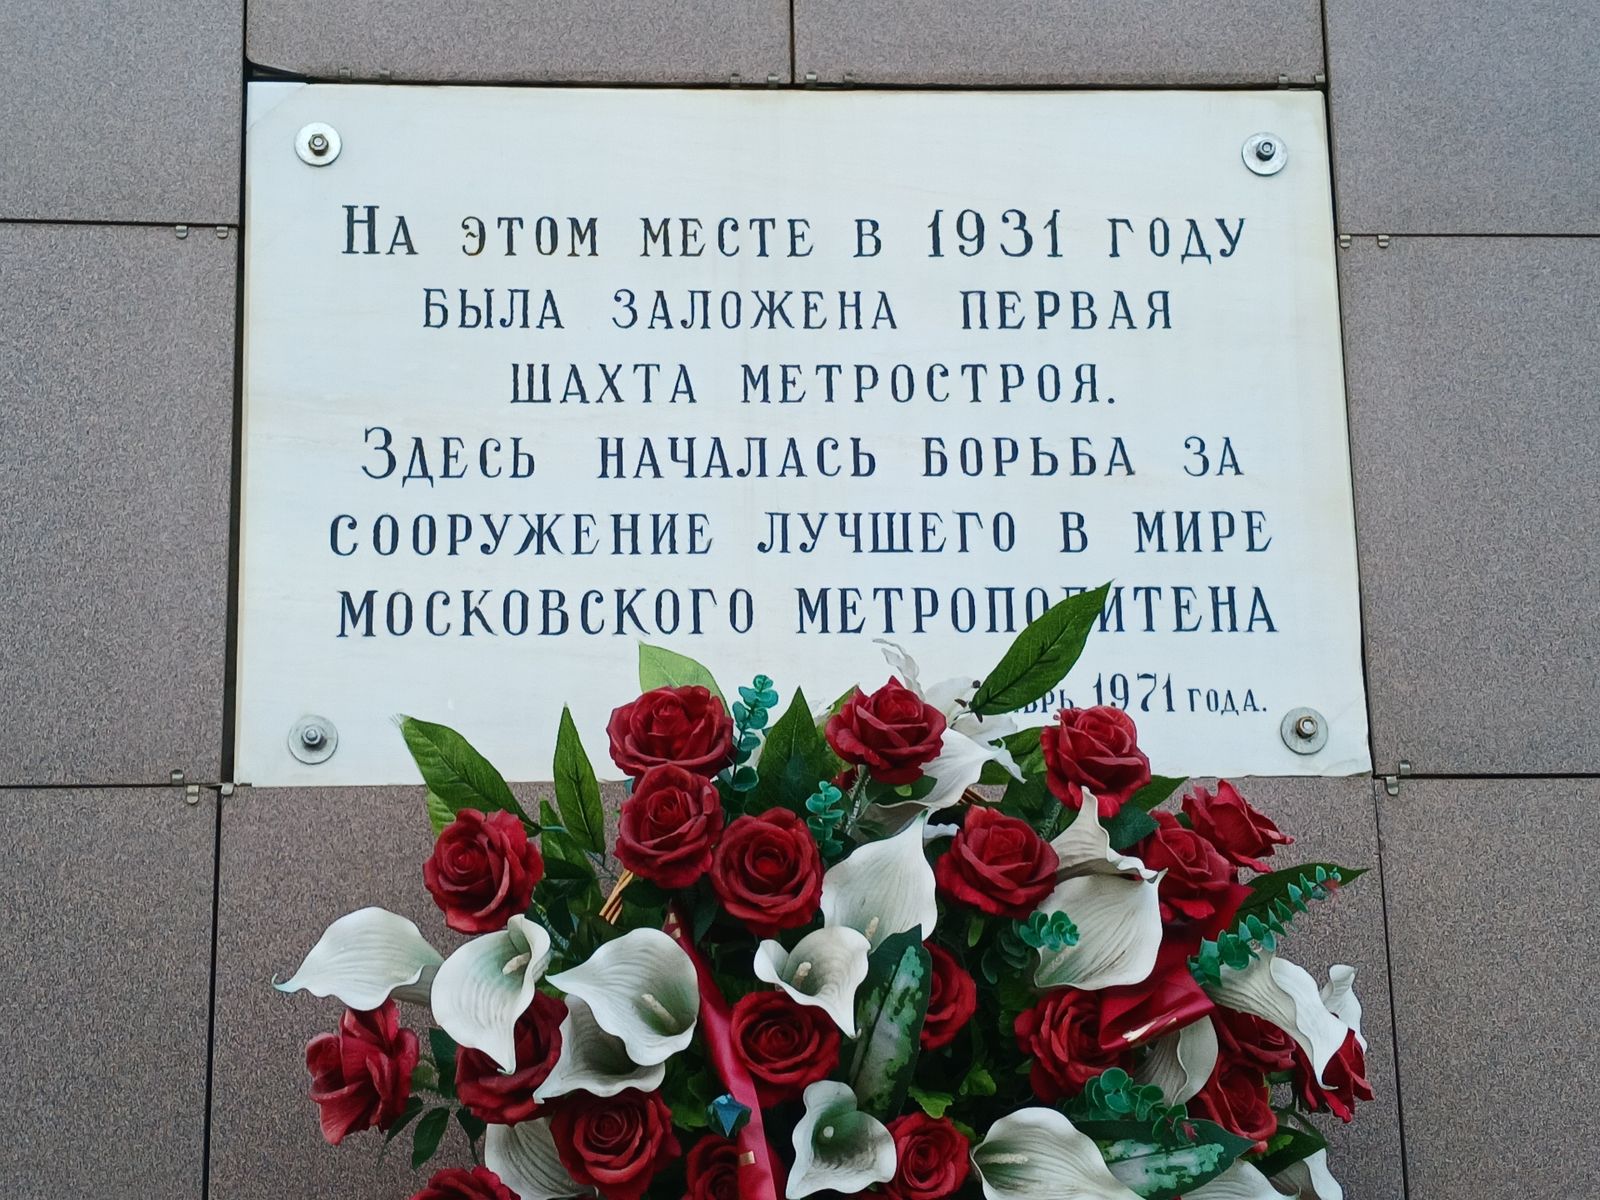 На этом месте в 1931 году
была заложена первая
шахта Метростроя.
Здесь началась борьба за
сооружение лучшего в мире
Московского метрополитена
1971 года.